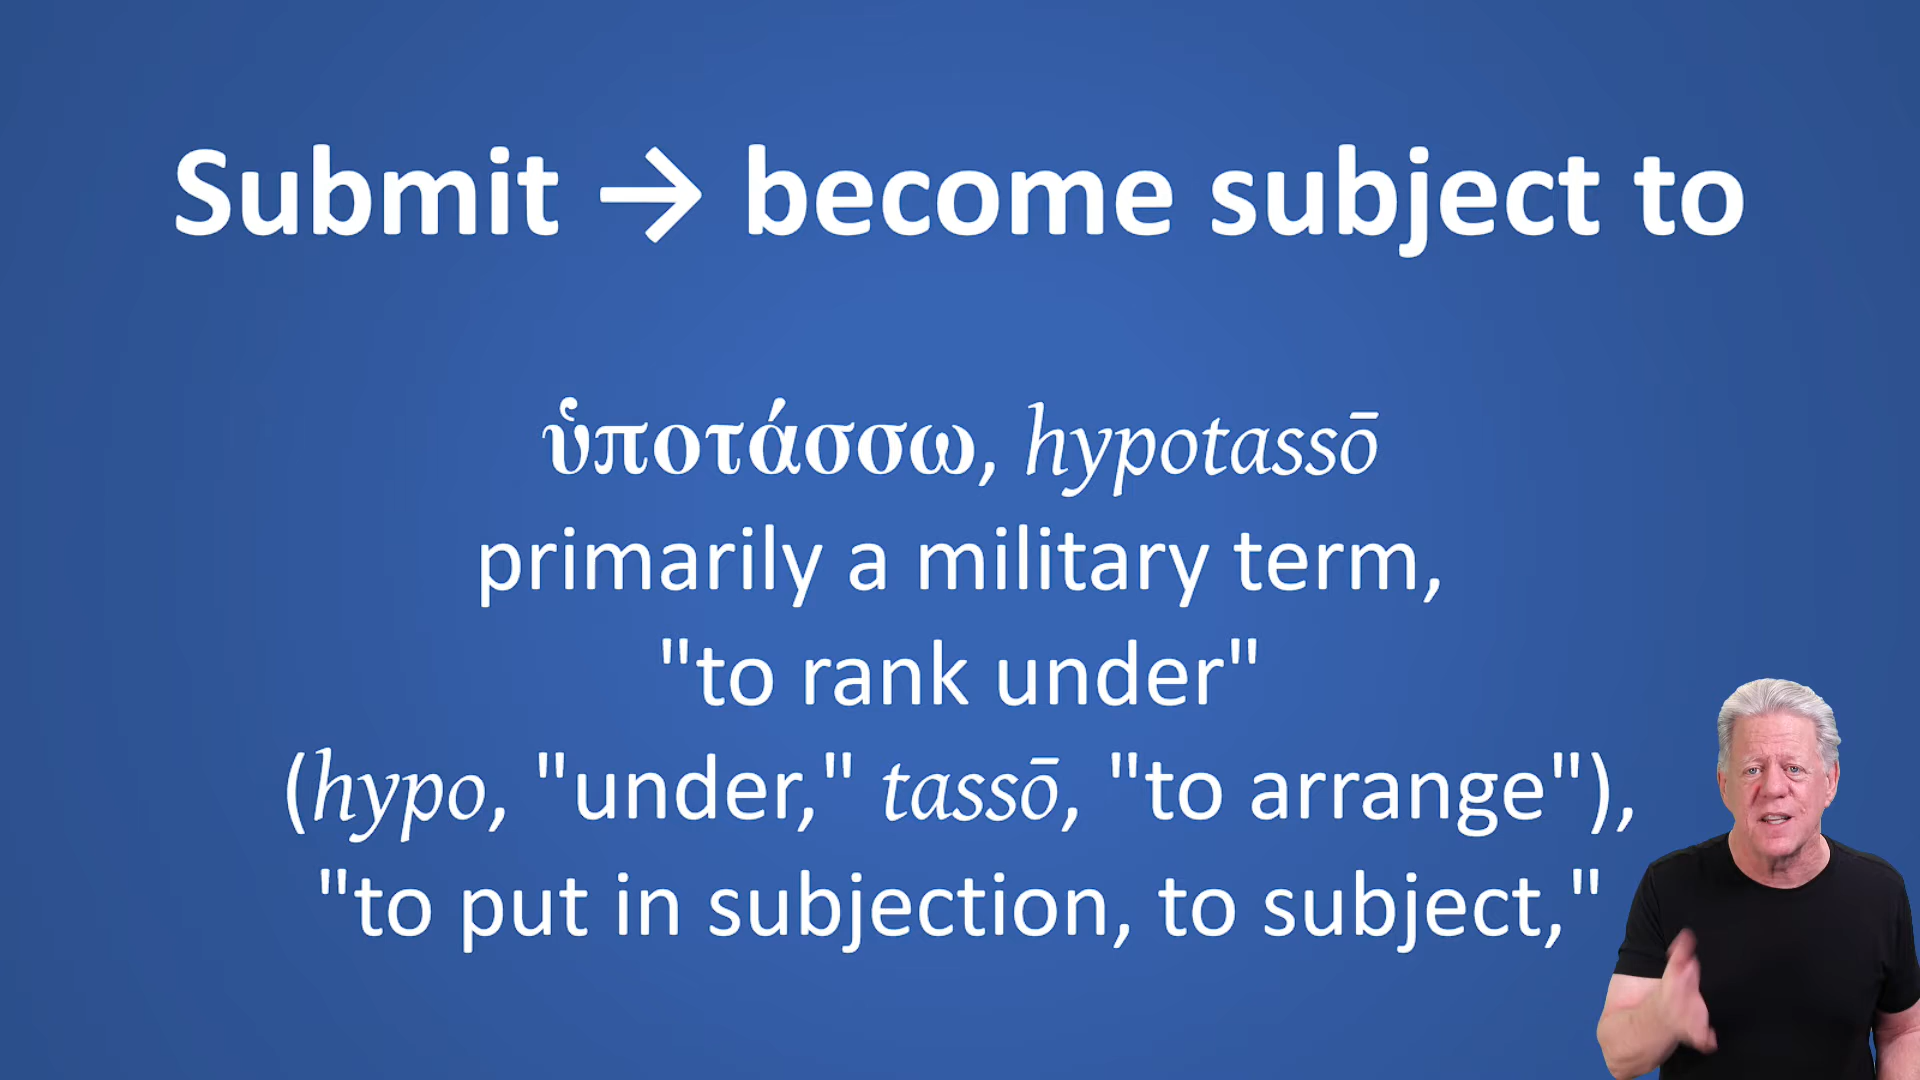 Submit → become subject to
ὑποτάσσω, hypotassō
primarily a military term,
"to rank under"
(hypo, "under," tassō, "to arrange"),
"to put in subjection, to subject,"